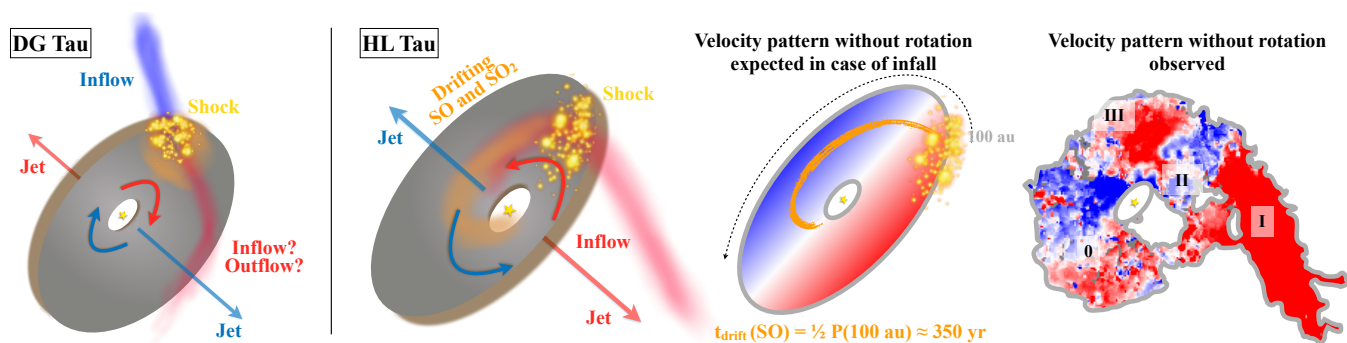 DG Tau
Inflow
Shock
Jet
Inflow?
Outflow?
Jet
HL Tau
Drifting
SO and SO₂
Shock
Jet
Inflow
Jet
Velocity pattern without rotation
expected in case of infall
100 au
t_drift (SO) = ½ P(100 au) ≈ 350 yr
Velocity pattern without rotation
observed
III
II
I
0